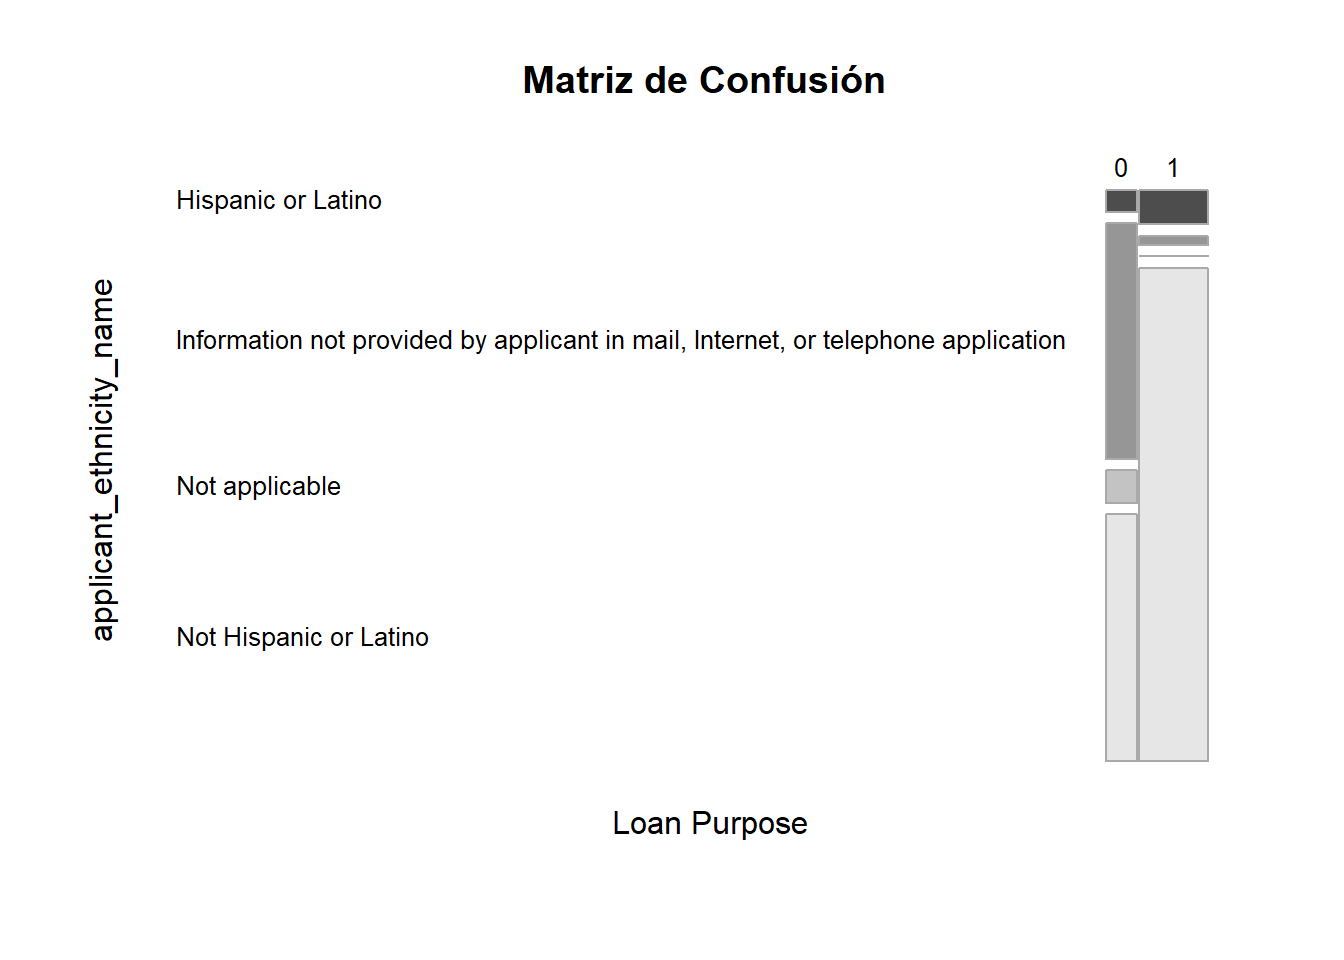 Matriz de Confusión
0 1
Hispanic or Latino
Information not provided by applicant in mail, Internet, or telephone application
Not applicable
Not Hispanic or Latino
applicant_ethnicity_name
Loan Purpose